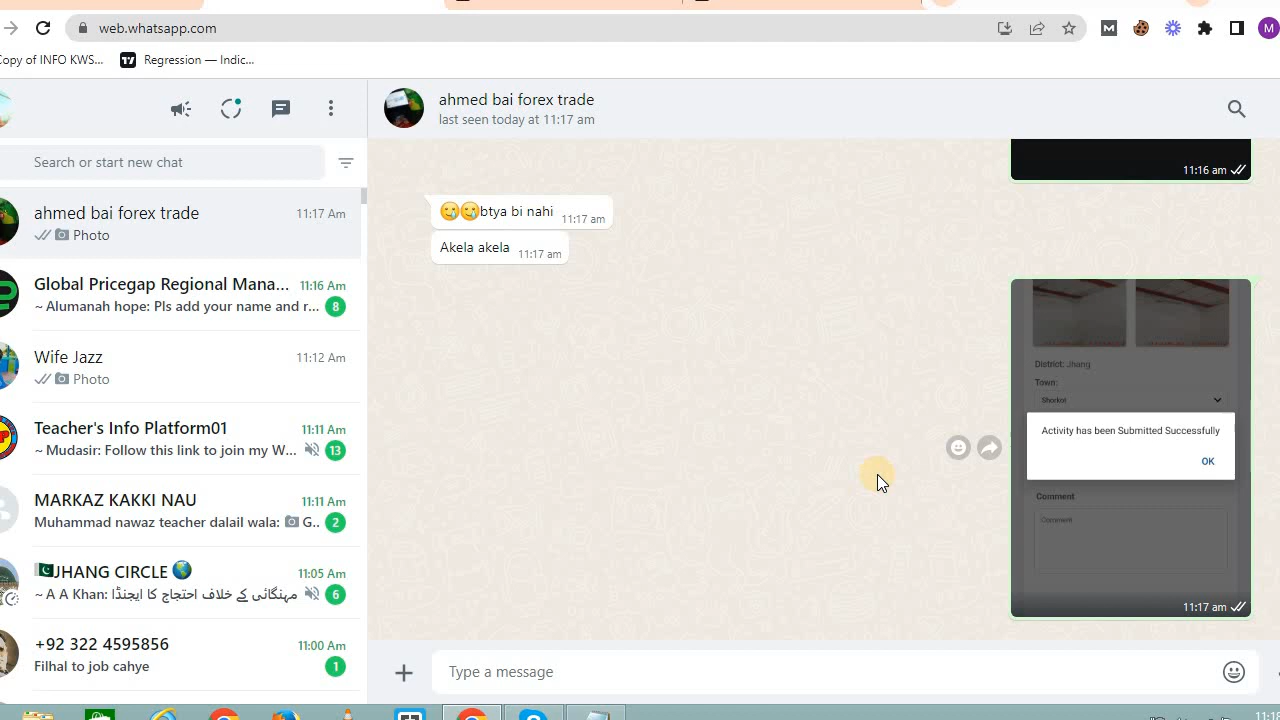 web.whatsapp.com
M
M
Copy of INFO KWS...
Regression — Indic...
ahmed bai forex trade
last seen today at 11:17 am
Search or start new chat
ahmed bai forex trade
11:17 Am
Photo
Global Pricegap Regional Mana...
11:16 Am
~ Alumanah hope: Pls add your name and r...
8
Wife Jazz
11:12 Am
Photo
Teacher's Info Platform01
11:11 Am
~ Mudasir: Follow this link to join my W...
13
MARKAZ KAKKI NAU
11:11 Am
Muhammad nawaz teacher dalail wala: G..
2
🇵🇰JHANG CIRCLE 🌏
11:05 Am
~ A A Khan: مہنگائی کے خلاف احتجاج کا ایجنڈا
6
+92 322 4595856
11:00 Am
Filhal to job cahye
1
11:16 am
🥲🥲btya bi nahi
11:17 am
Akela akela
11:17 am
District: Jhang
Town:
Shorkot
Activity has been Submitted Successfully
OK
Comment
Comment
11:17 am
Type a message